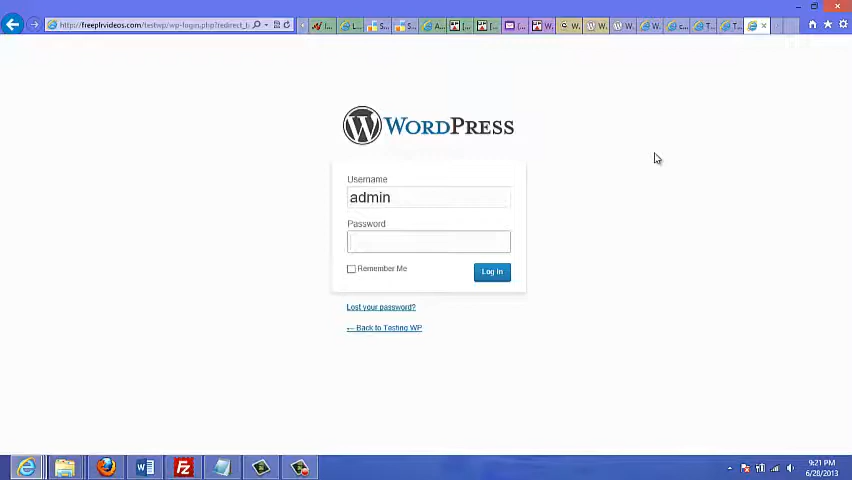 http://freeplrvideos.com/testwp/wp-login.php?redirect_t
WORDPRESS
Username
admin
Password
Remember Me
Log In
Lost your password?
← Back to Testing WP
9:21 PM
6/28/2013